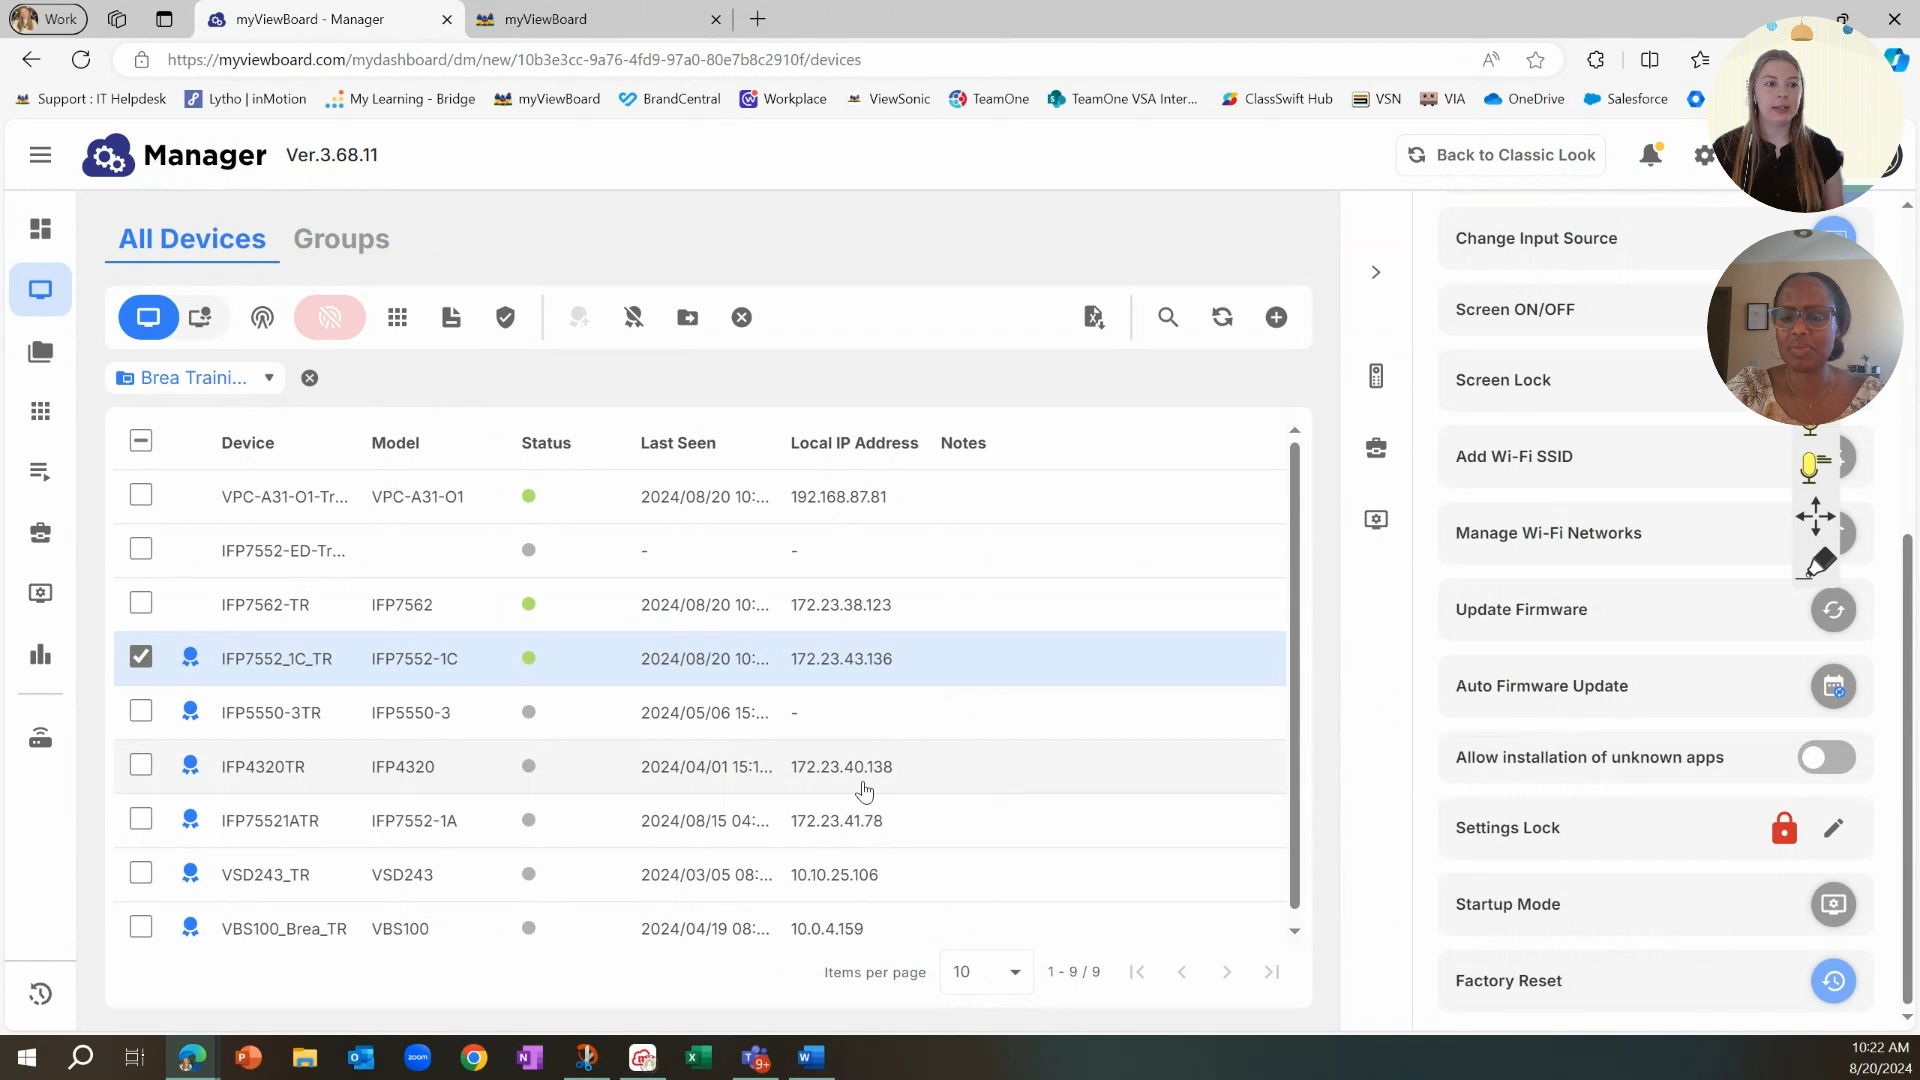 Work
myViewBoard - Manager
myViewBoard
https://myviewboard.com/mydashboard/dm/new/10b3e3cc-9a76-4fd9-97a0-80e7b8c2910f/devices
Support : IT Helpdesk
Lytho | inMotion
My Learning - Bridge
myViewBoard
BrandCentral
Workplace
ViewSonic
TeamOne
TeamOne VSA Inter...
ClassSwift Hub
VSN
VIA
OneDrive
Salesforce
Manager Ver.3.68.11
Back to Classic Look
All Devices Groups
Brea Traini...
Device Model Status Last Seen Local IP Address Notes
VPC-A31-O1-Tr... VPC-A31-O1 2024/08/20 10:... 192.168.87.81
IFP7552-ED-Tr... - -
IFP7562-TR IFP7562 2024/08/20 10:... 172.23.38.123
IFP7552_1C_TR IFP7552-1C 2024/08/20 10:... 172.23.43.136
IFP5550-3TR IFP5550-3 2024/05/06 15:... -
IFP4320TR IFP4320 2024/04/01 15:1... 172.23.40.138
IFP75521ATR IFP7552-1A 2024/08/15 04:... 172.23.41.78
VSD243_TR VSD243 2024/03/05 08:... 10.10.25.106
VBS100_Brea_TR VBS100 2024/04/19 08:... 10.0.4.159
Items per page 10 1 - 9 / 9
Change Input Source
Screen ON/OFF
Screen Lock
Add Wi-Fi SSID
Manage Wi-Fi Networks
Update Firmware
Auto Firmware Update
Allow installation of unknown apps
Settings Lock
Startup Mode
Factory Reset
zoom
9+
10:22 AM
8/20/2024